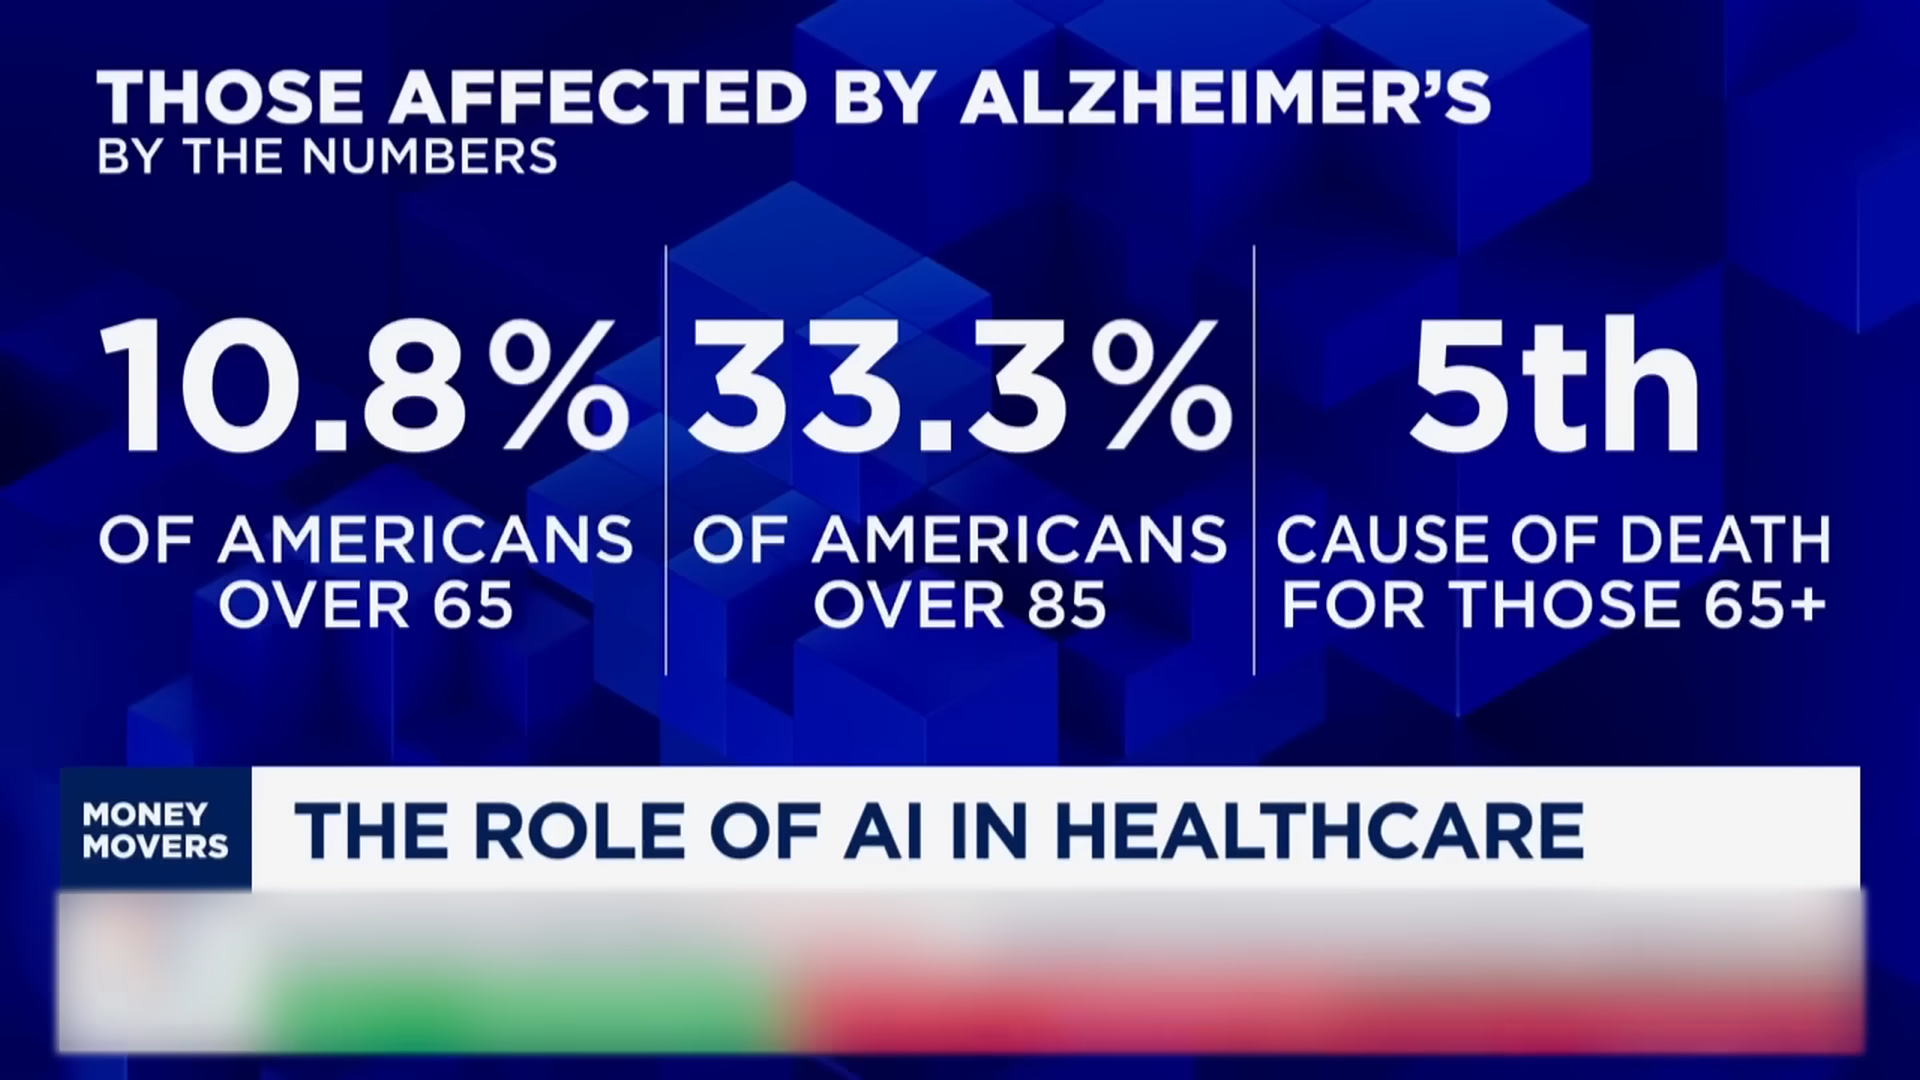 THOSE AFFECTED BY ALZHEIMER’S
BY THE NUMBERS
10.8%
OF AMERICANS
OVER 65
33.3%
OF AMERICANS
OVER 85
5th
CAUSE OF DEATH
FOR THOSE 65+
MONEY
MOVERS
THE ROLE OF AI IN HEALTHCARE